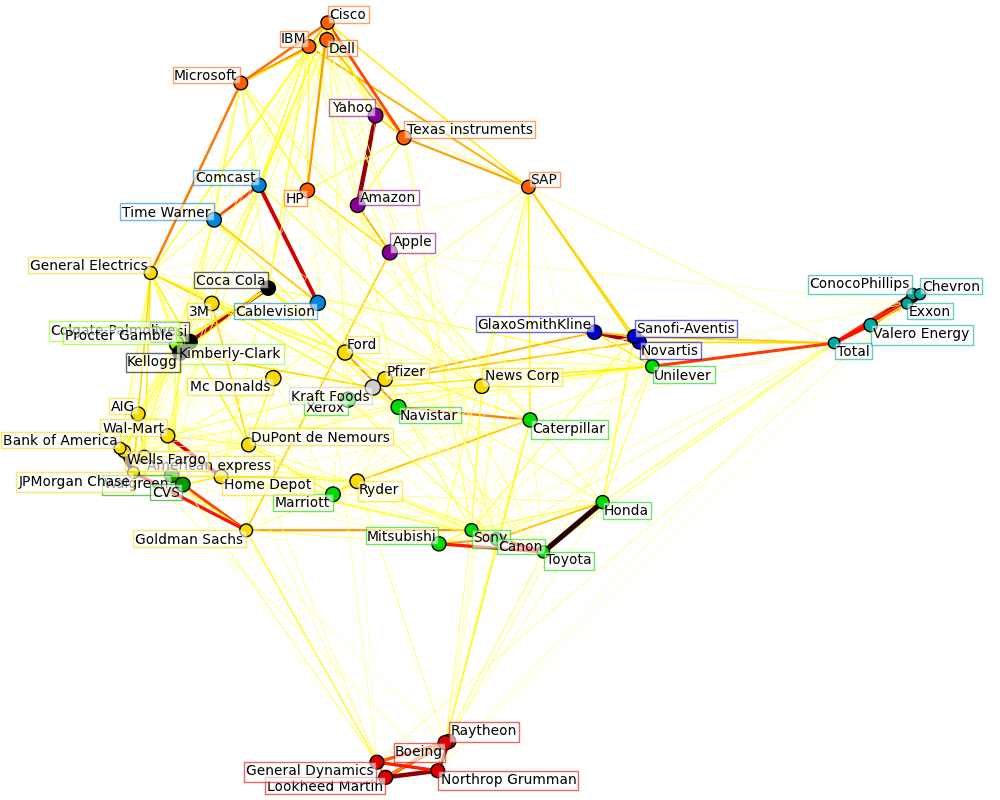 Cisco
IBM
Dell
Microsoft
Yahoo
Texas instruments
Comcast
SAP
HP
Amazon
Time Warner
Apple
General Electrics
Coca Cola
ConocoPhillips
Chevron
3M
Cablevision
Exxon
GlaxoSmithKline
Sanofi-Aventis
Valero Energy
Procter Gamble
Ford
Novartis
Total
Kimberly-Clark
Kellogg
Pfizer
News Corp
Unilever
Mc Donalds
Kraft Foods
Xerox
AIG
Navistar
Caterpillar
Wal-Mart
Bank of America
DuPont de Nemours
Wells Fargo
American express
JPMorgan Chase
CVS
Home Depot
Ryder
Marriott
Honda
Goldman Sachs
Mitsubishi
Sony
Canon
Toyota
Raytheon
Boeing
General Dynamics
Northrop Grumman
Lookheed Martin